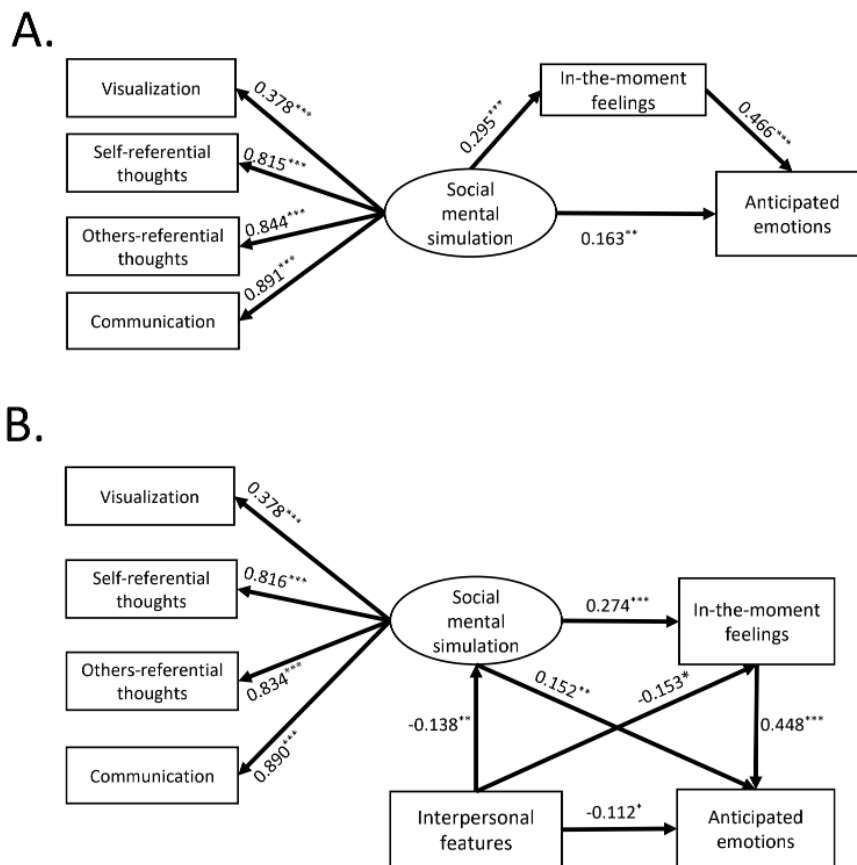 A.
Visualization
0.378***
Self-referential
thoughts
0.815***
Others-referential
thoughts
0.844***
Communication
0.891***
Social
mental
simulation
0.295***
In-the-moment
feelings
0.466***
0.163**
Anticipated
emotions
B.
Visualization
0.378***
Self-referential
thoughts
0.816***
Others-referential
thoughts
0.834***
Communication
0.890***
Social
mental
simulation
0.274***
In-the-moment
feelings
-0.138**
0.152**
-0.153*
0.448***
Interpersonal
features
-0.112*
Anticipated
emotions